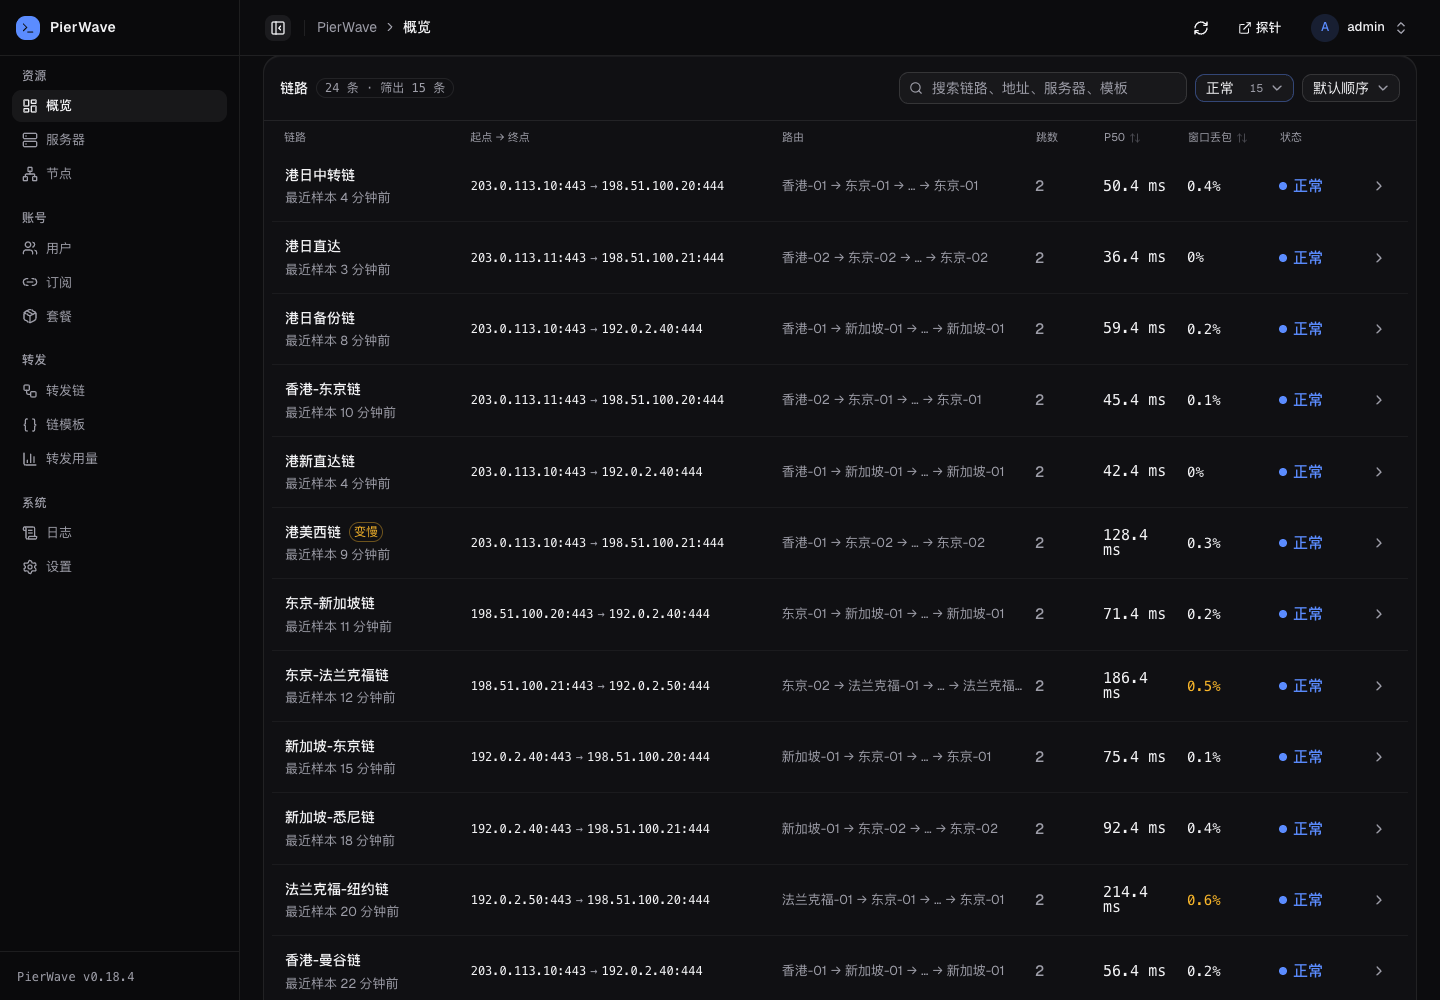 PierWave
PierWave > 概览
探针
A admin
资源
概览
服务器
节点
账号
用户
订阅
套餐
转发
转发链
链模板
转发用量
系统
日志
设置
PierWave v0.18.4
链路 24 条 · 筛出 15 条
搜索链路、地址、服务器、模板
正常 15
默认顺序
链路 起点→终点 路由 跳数 P50 ↑↓ 窗口丢包 ↑↓ 状态
港日中转链
最近样本 4 分钟前
203.0.113.10:443→198.51.100.20:444 香港-01 → 东京-01 → … → 东京-01 2 50.4 ms 0.4% 正常
港日直达
最近样本 3 分钟前
203.0.113.11:443→198.51.100.21:444 香港-02 → 东京-02 → … → 东京-02 2 36.4 ms 0% 正常
港日备份链
最近样本 8 分钟前
203.0.113.10:443→192.0.2.40:444 香港-01 → 新加坡-01 → … → 新加坡-01 2 59.4 ms 0.2% 正常
香港-东京链
最近样本 10 分钟前
203.0.113.11:443→198.51.100.20:444 香港-02 → 东京-01 → … → 东京-01 2 45.4 ms 0.1% 正常
港新直达链
最近样本 4 分钟前
203.0.113.10:443→192.0.2.40:444 香港-01 → 新加坡-01 → … → 新加坡-01 2 42.4 ms 0% 正常
港美西链 变慢
最近样本 9 分钟前
203.0.113.10:443→198.51.100.21:444 香港-01 → 东京-02 → … → 东京-02 2 128.4 ms 0.3% 正常
东京-新加坡链
最近样本 11 分钟前
198.51.100.20:443→192.0.2.40:444 东京-01 → 新加坡-01 → … → 新加坡-01 2 71.4 ms 0.2% 正常
东京-法兰克福链
最近样本 12 分钟前
198.51.100.21:443→192.0.2.50:444 东京-02 → 法兰克福-01 → … → 法兰克福… 2 186.4 ms 0.5% 正常
新加坡-东京链
最近样本 15 分钟前
192.0.2.40:443→198.51.100.20:444 新加坡-01 → 东京-01 → … → 东京-01 2 75.4 ms 0.1% 正常
新加坡-悉尼链
最近样本 18 分钟前
192.0.2.40:443→198.51.100.21:444 新加坡-01 → 东京-02 → … → 东京-02 2 92.4 ms 0.4% 正常
法兰克福-纽约链
最近样本 20 分钟前
192.0.2.50:443→198.51.100.20:444 法兰克福-01 → 东京-01 → … → 东京-01 2 214.4 ms 0.6% 正常
香港-曼谷链
最近样本 22 分钟前
203.0.113.10:443→192.0.2.40:444 香港-01 → 新加坡-01 → … → 新加坡-01 2 56.4 ms 0.2% 正常